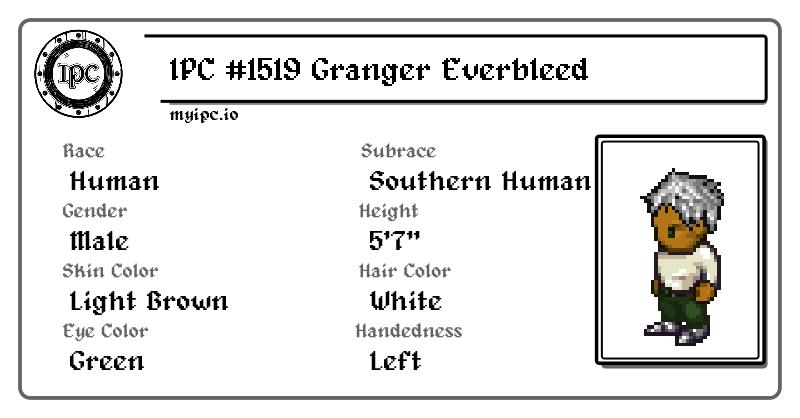 IPC
IPC #1519 Granger Everbleed
myipc.io
Race
Subrace
Human
Southern Human
Gender
Height
Male
5'7"
Skin Color
Hair Color
Light Brown
White
Eye Color
Handedness
Green
Left